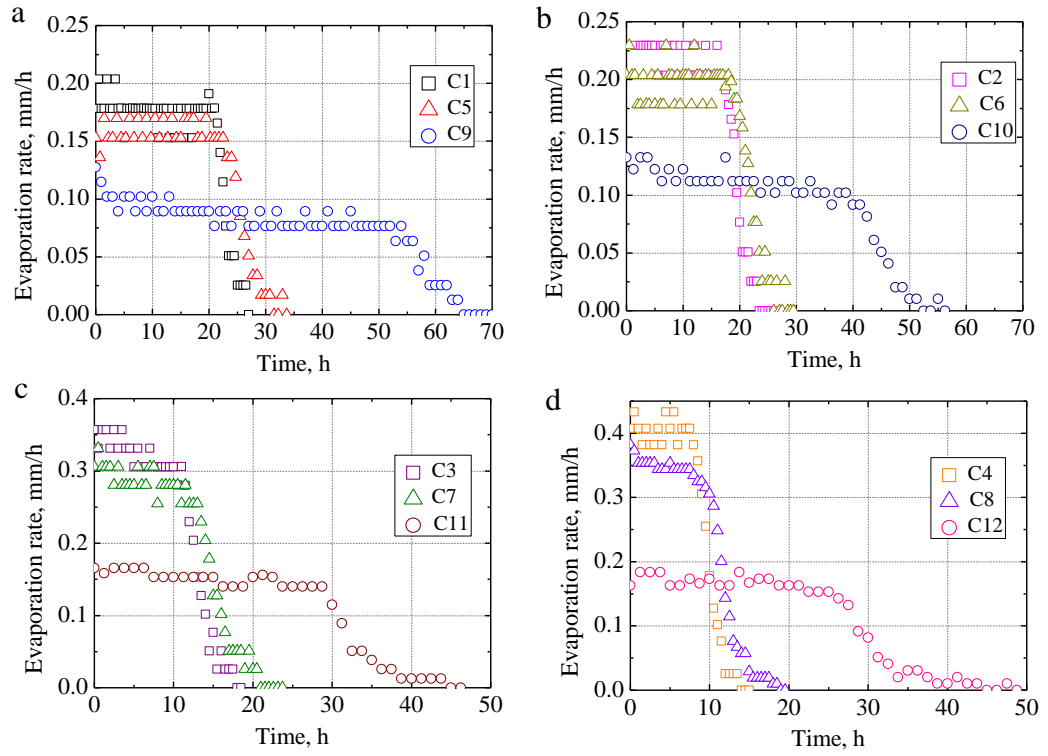 a
0.25
0.20
0.15
0.10
0.05
0.00
Evaporation rate, mm/h
C1
C5
C9
0 10 20 30 40 50 60 70
Time, h
b
0.25
0.20
0.15
0.10
0.05
0.00
Evaporation rate, mm/h
C2
C6
C10
0 10 20 30 40 50 60 70
Time, h
c
0.4
0.3
0.2
0.1
0.0
Evaporation rate, mm/h
C3
C7
C11
0 10 20 30 40 50
Time, h
d
0.4
0.3
0.2
0.1
0.0
Evaporation rate, mm/h
C4
C8
C12
0 10 20 30 40 50
Time, h